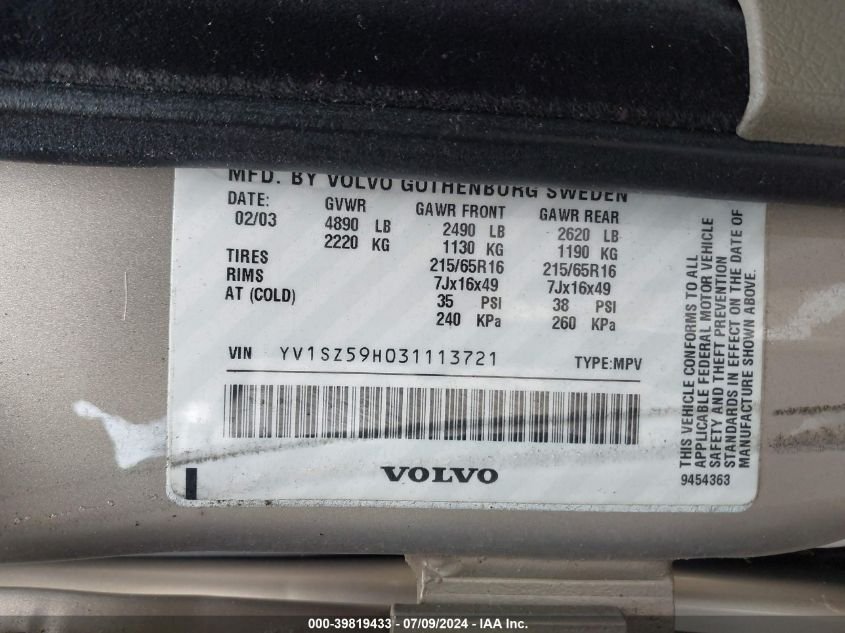 MFD. BY VOLVO GOTHENBURG SWEDEN
DATE: GVWR GAWR FRONT GAWR REAR
02/03 4890 LB 2490 LB 2620 LB
2220 KG 1130 KG 1190 KG
TIRES 215/65R16 215/65R16
RIMS 7Jx16x49 7Jx16x49
AT (COLD) 35 PSI 38 PSI
240 KPa 260 KPa
VIN YV1SZ59H031113721 TYPE:MPV
VOLVO
THIS VEHICLE CONFORMS TO ALL
APPLICABLE FEDERAL MOTOR VEHICLE
SAFETY AND THEFT PREVENTION
STANDARDS IN EFFECT ON THE DATE OF
MANUFACTURE SHOWN ABOVE.
9454363
000-39819433 - 07/09/2024 - IAA Inc.